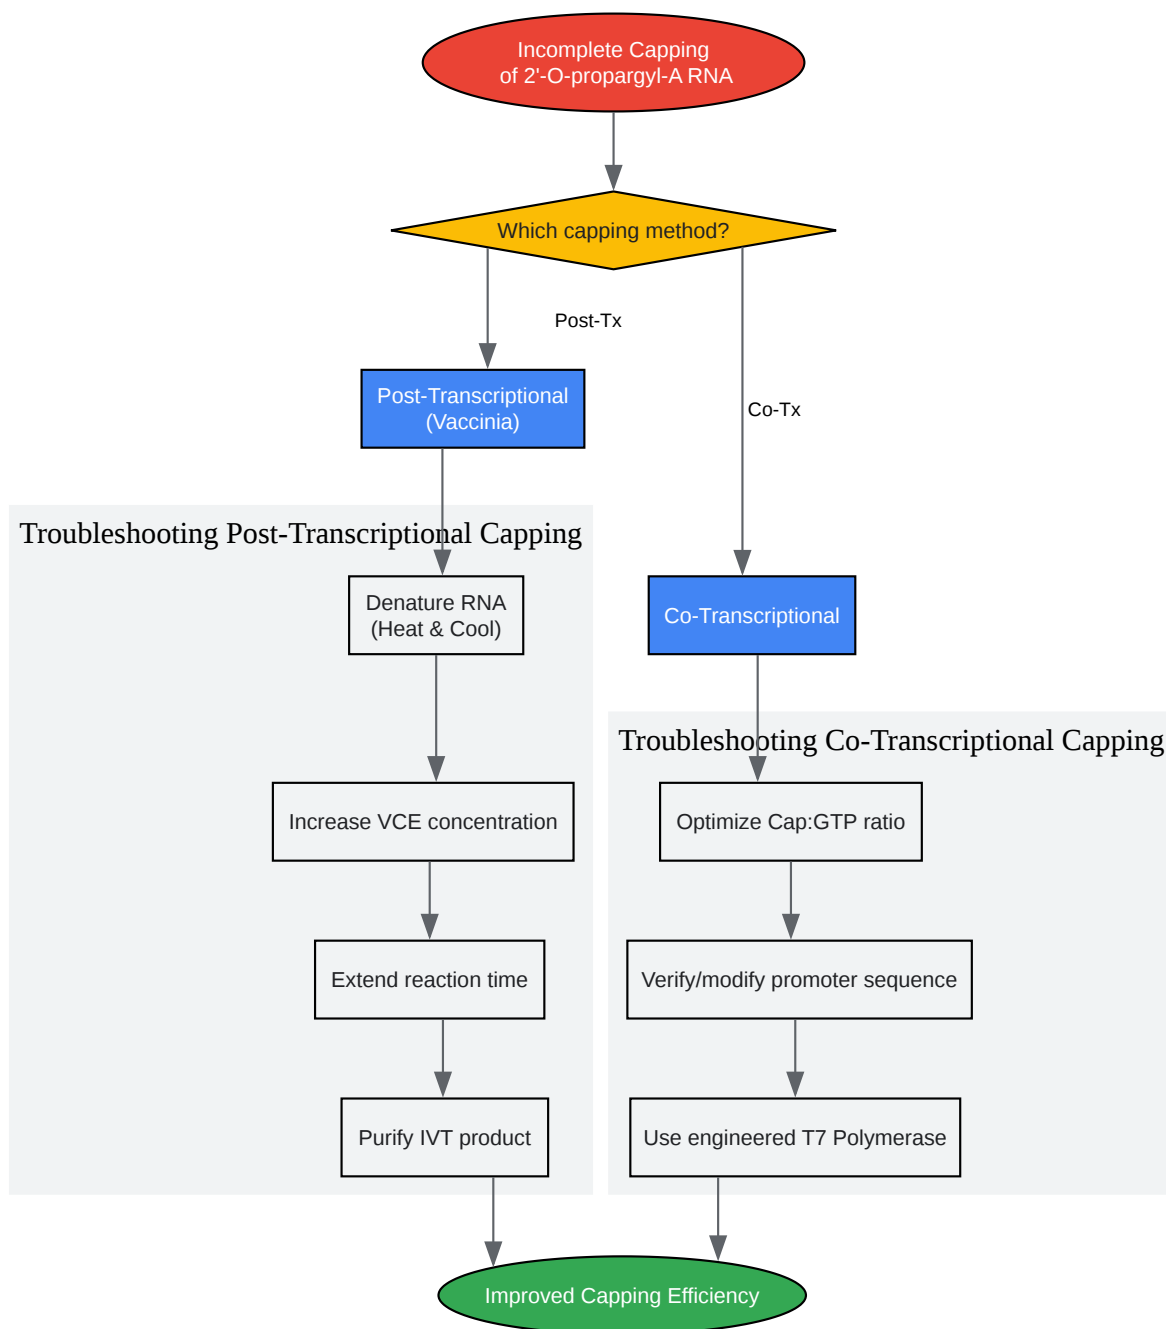 Incomplete Capping
of 2'-O-propargyl-A RNA
Which capping method?
Post-Tx
Post-Transcriptional
(Vaccinia)
Co-Tx
Troubleshooting Post-Transcriptional Capping
Denature RNA
(Heat & Cool)
Co-Transcriptional
Troubleshooting Co-Transcriptional Capping
Increase VCE concentration
Optimize Cap:GTP ratio
Extend reaction time
Verify/modify promoter sequence
Purify IVT product
Use engineered T7 Polymerase
Improved Capping Efficiency